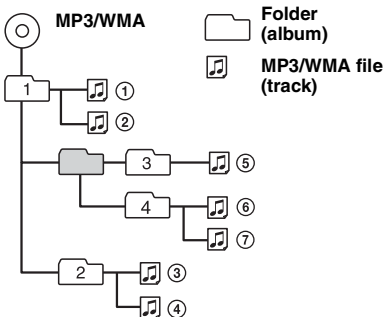 MP3/WMA
Folder
(album)
MP3/WMA file
(track)
1
①
②
3
⑤
4
⑥
⑦
2
③
④